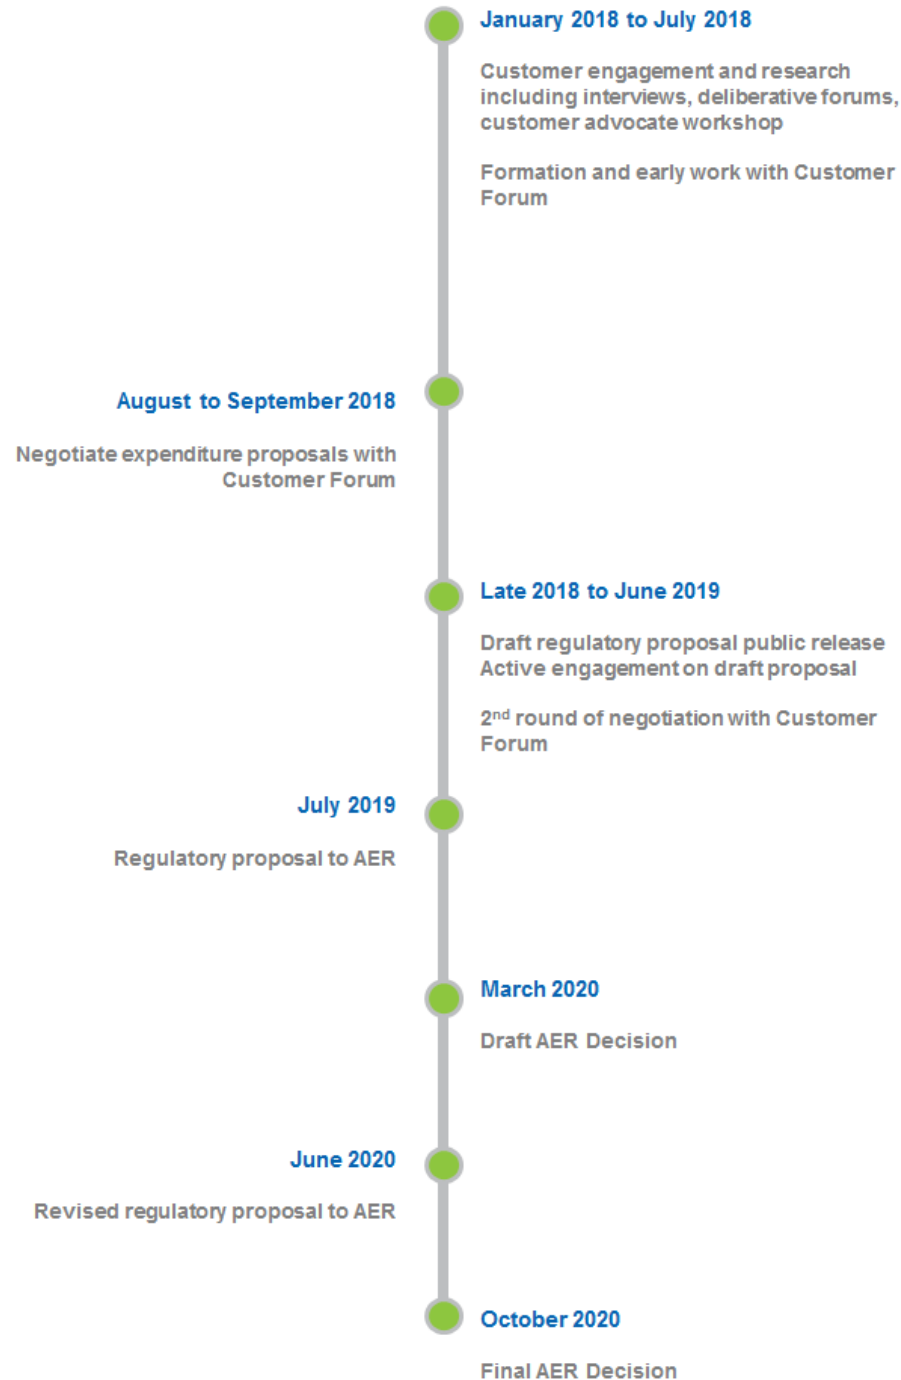 January 2018 to July 2018
Customer engagement and research
including interviews, deliberative forums,
customer advocate workshop
Formation and early work with Customer
Forum
August to September 2018
Negotiate expenditure proposals with
Customer Forum
Late 2018 to June 2019
Draft regulatory proposal public release
Active engagement on draft proposal
2nd round of negotiation with Customer
Forum
July 2019
Regulatory proposal to AER
March 2020
Draft AER Decision
June 2020
Revised regulatory proposal to AER
October 2020
Final AER Decision